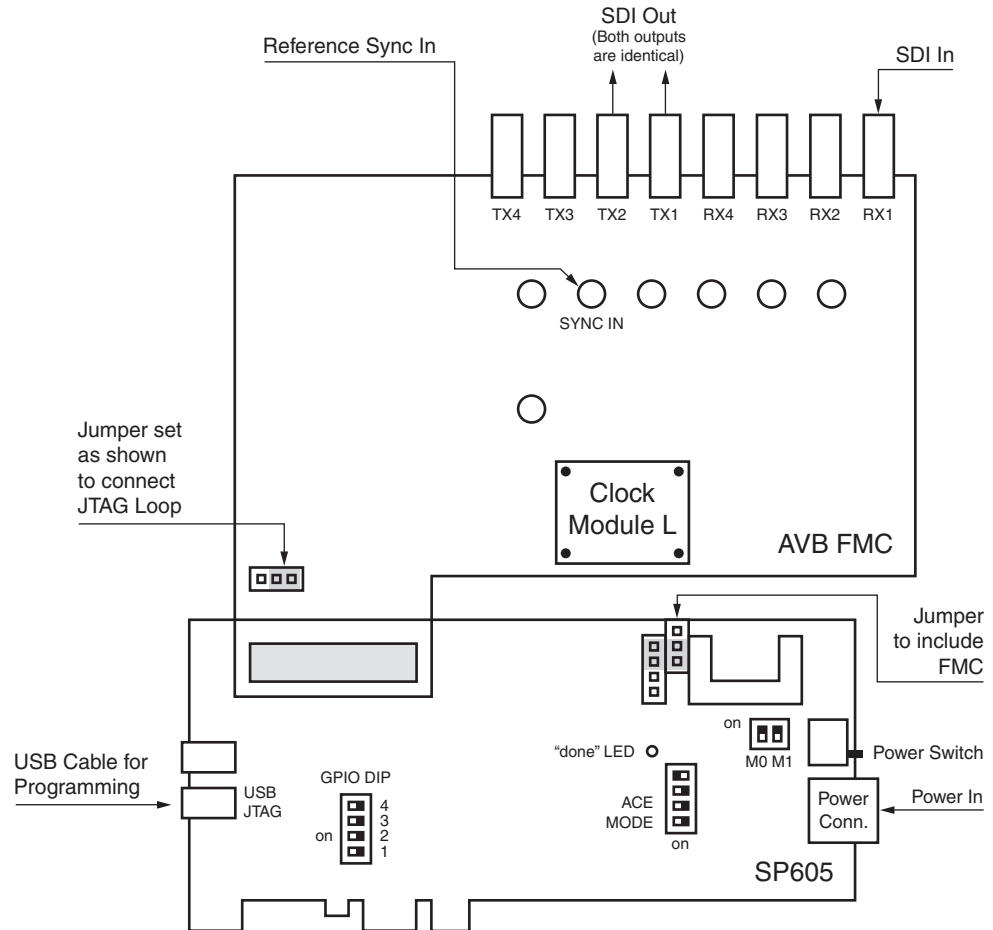 SDI Out
(Both outputs
are identical)
Reference Sync In
SDI In
TX4 TX3 TX2 TX1 RX4 RX3 RX2 RX1
SYNC IN
Jumper set
as shown
to connect
JTAG Loop
Clock
Module L
AVB FMC
Jumper
to include
FMC
on
M0 M1
"done" LED
Power Switch
USB Cable for
Programming
USB
JTAG
GPIO DIP
4
3
on 2
1
ACE
MODE
on
Power
Conn.
Power In
SP605